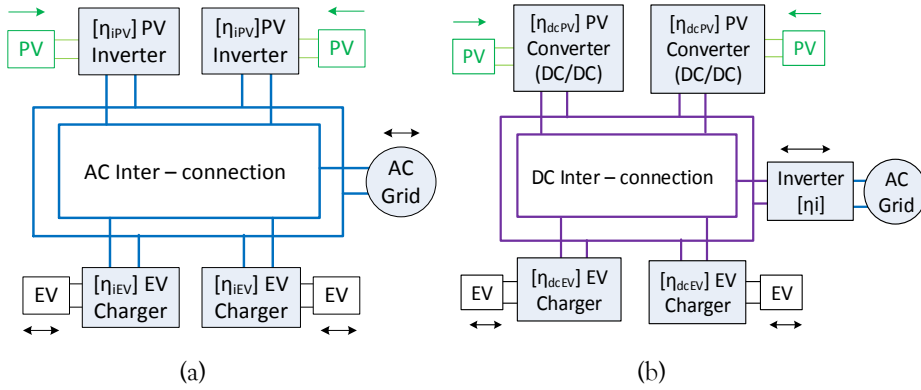 [ηiPV] PV
Inverter
[ηiPV]PV
Inverter
PV
PV
AC Inter – connection
AC
Grid
[ηiEV] EV
Charger
[ηiEV] EV
Charger
EV
EV
(a)
[ηdcPV] PV
Converter
(DC/DC)
[ηdcPV] PV
Converter
(DC/DC)
PV
PV
DC Inter – connection
Inverter
[ηi]
AC
Grid
[ηdcEV] EV
Charger
[ηdcEV] EV
Charger
EV
EV
(b)